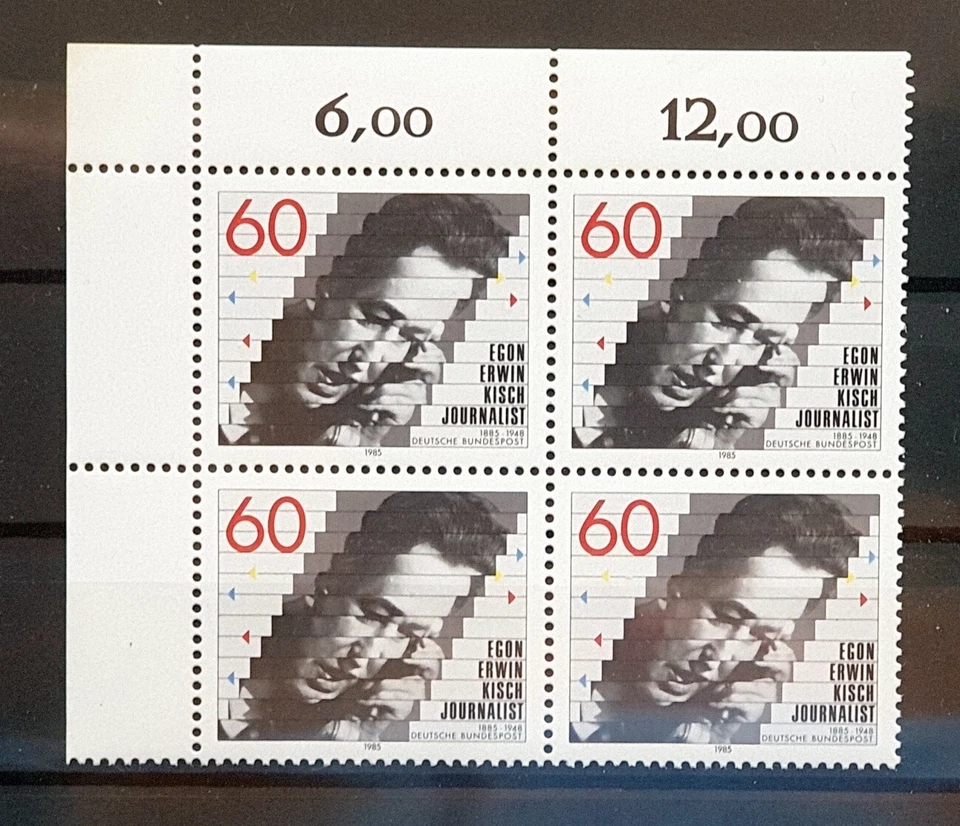 6,00 12,00
60
EGON
ERWIN
KISCH
JOURNALIST
1885-1948
DEUTSCHE BUNDESPOST
1985
60
EGON
ERWIN
KISCH
JOURNALIST
1885-1948
DEUTSCHE BUNDESPOST
1985
60
EGON
ERWIN
KISCH
JOURNALIST
1885-1948
DEUTSCHE BUNDESPOST
1985
60
EGON
ERWIN
KISCH
JOURNALIST
1885-1948
DEUTSCHE BUNDESPOST
1985